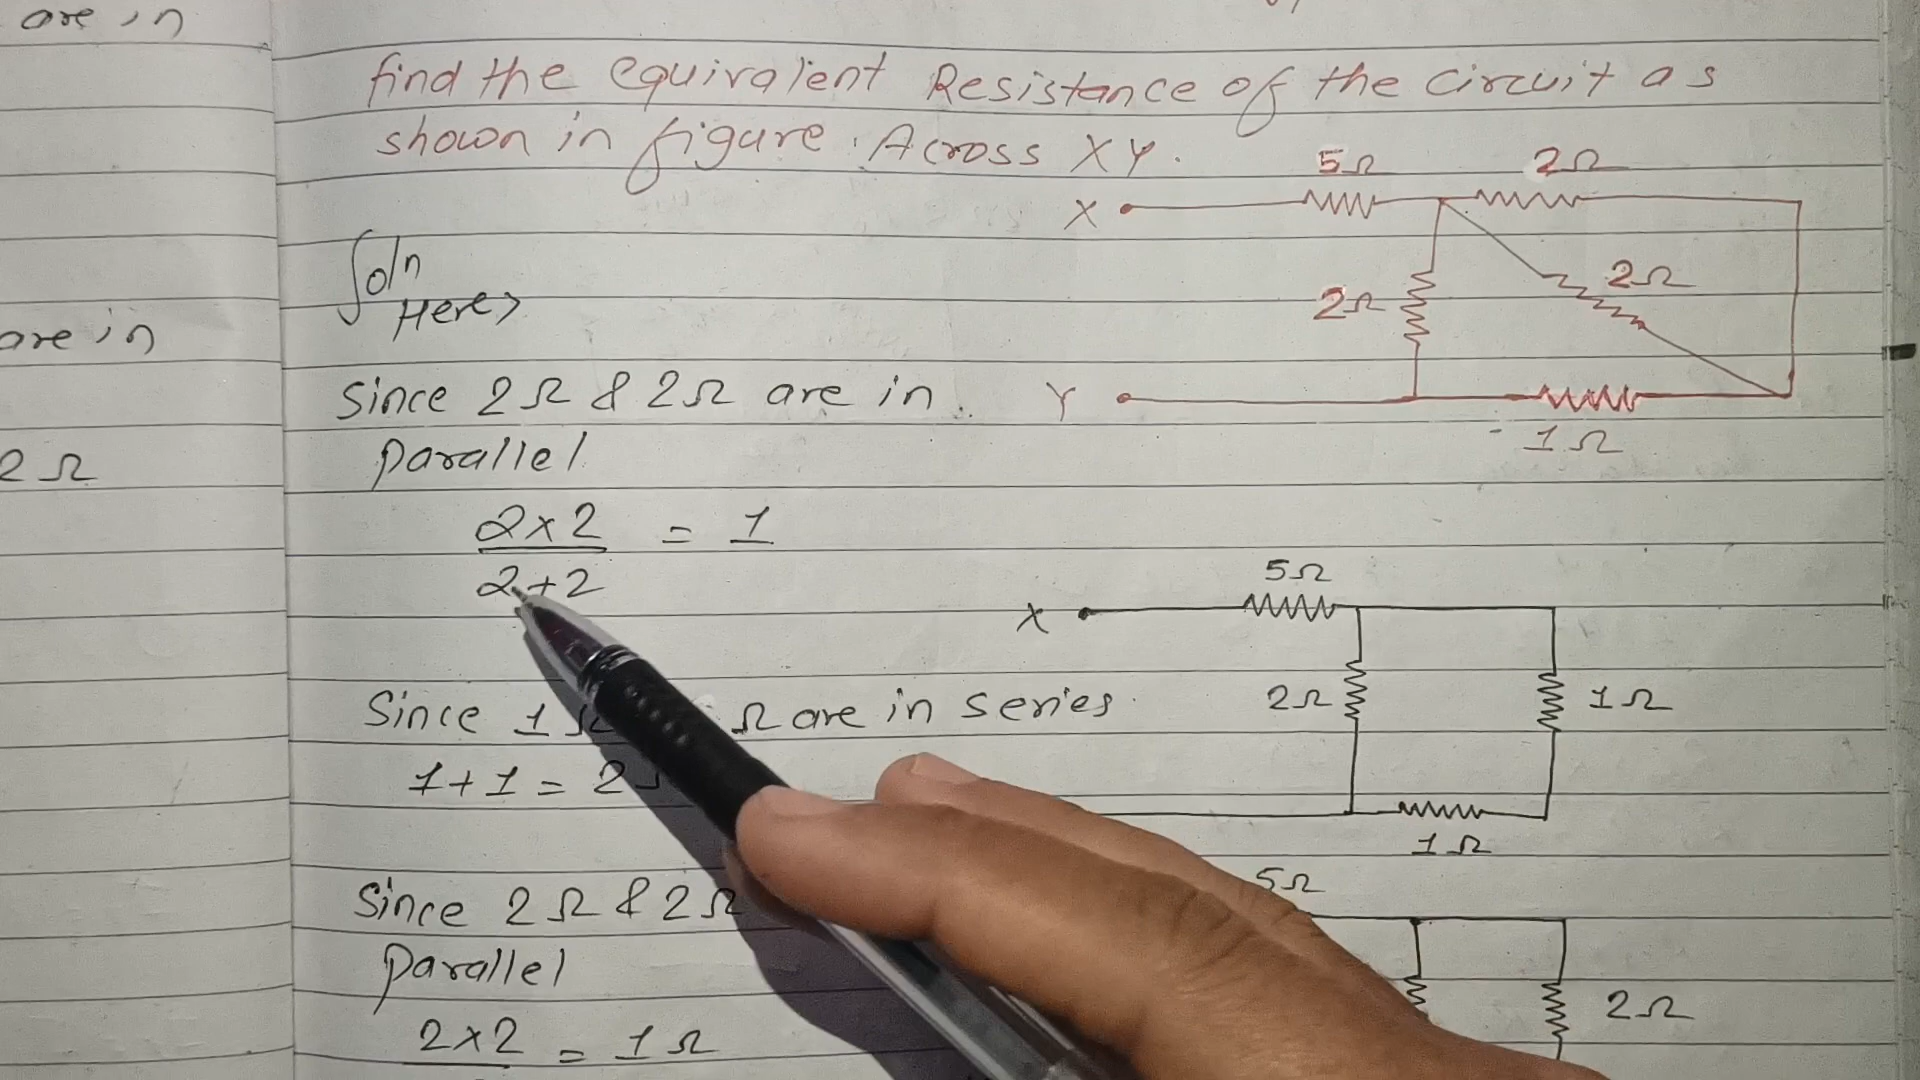 are in
are in
2Ω
find the equivalent Resistance of the circuit as
shown in figure. Across XY.
5Ω 2Ω
X
2Ω
2Ω
Y
1Ω
Soln
Here,
Since 2Ω & 2Ω are in
parallel
2×2 = 1
2+2
5Ω
X
2Ω 1Ω
1Ω
Since 1Ω Ω are in series.
1+1 = 2Ω
5Ω
2Ω
Since 2Ω & 2Ω
parallel
2×2 = 1Ω